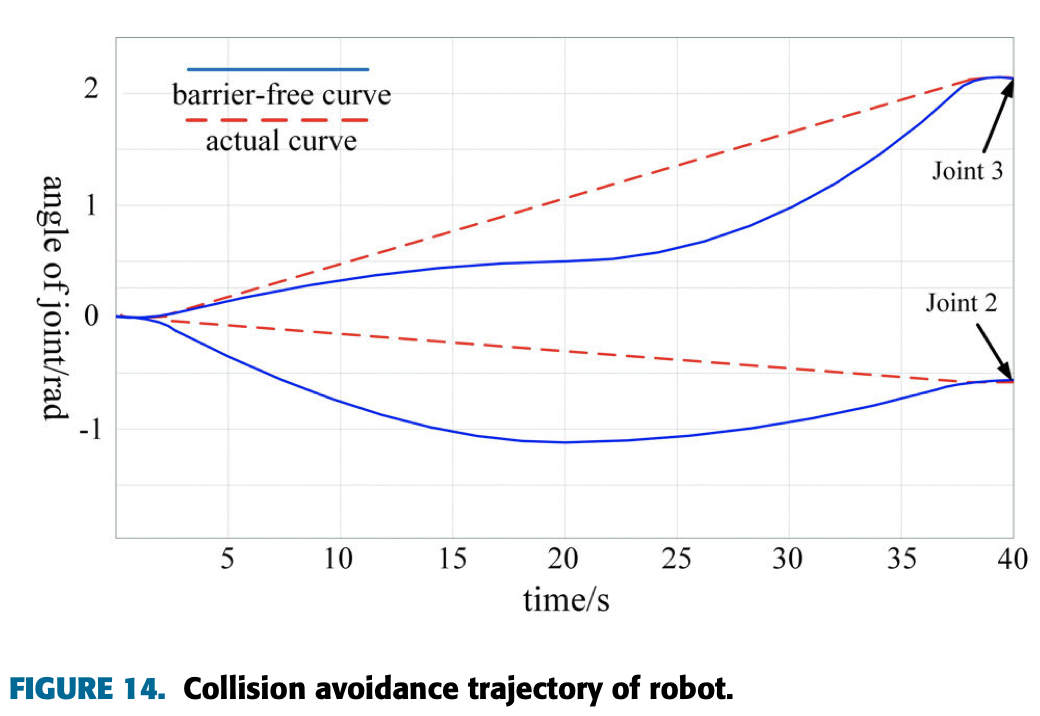 barrier-free curve
actual curve
angle of joint/rad
2
1
0
-1
Joint 3
Joint 2
5 10 15 20 25 30 35 40
time/s
FIGURE 14. Collision avoidance trajectory of robot.